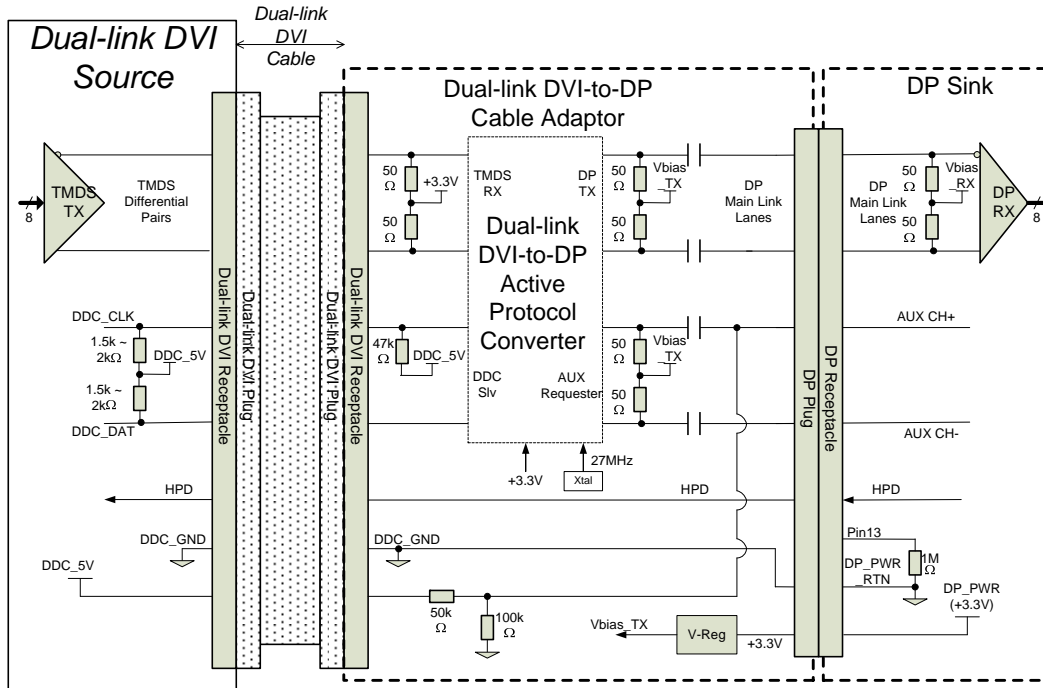 Dual-link DVI
Source
Dual-link
DVI
Cable
Dual-link DVI-to-DP
Cable Adaptor
DP Sink
8
TMDS
TX
TMDS
Differential
Pairs
Dual-link DVI Receptacle
Dual-link DVI Plug
Dual-link DVI Plug
Dual-link DVI Receptacle
50
Ω
+3.3V
50
Ω
TMDS
RX
DP
TX
Dual-link
DVI-to-DP
Active
Protocol
Converter
DDC
Slv
AUX
Requester
50
Ω
Vbias
_TX
50
Ω
DP
Main Link
Lanes
DP Plug
DP Receptacle
DP
Main Link
Lanes
50
Ω
Vbias
_RX
50
Ω
DP
RX
8
DDC_CLK
1.5k ~
2kΩ
DDC_5V
1.5k ~
2kΩ
DDC_DAT
47k
Ω
DDC_5V
50
Ω
Vbias
_TX
50
Ω
AUX CH+
AUX CH-
+3.3V
27MHz
Xtal
HPD
HPD
HPD
DDC_GND
DDC_GND
DDC_5V
50k
Ω
100k
Ω
Vbias_TX
V-Reg
+3.3V
Pin13
1M
Ω
DP_PWR
_RTN
DP_PWR
(+3.3V)